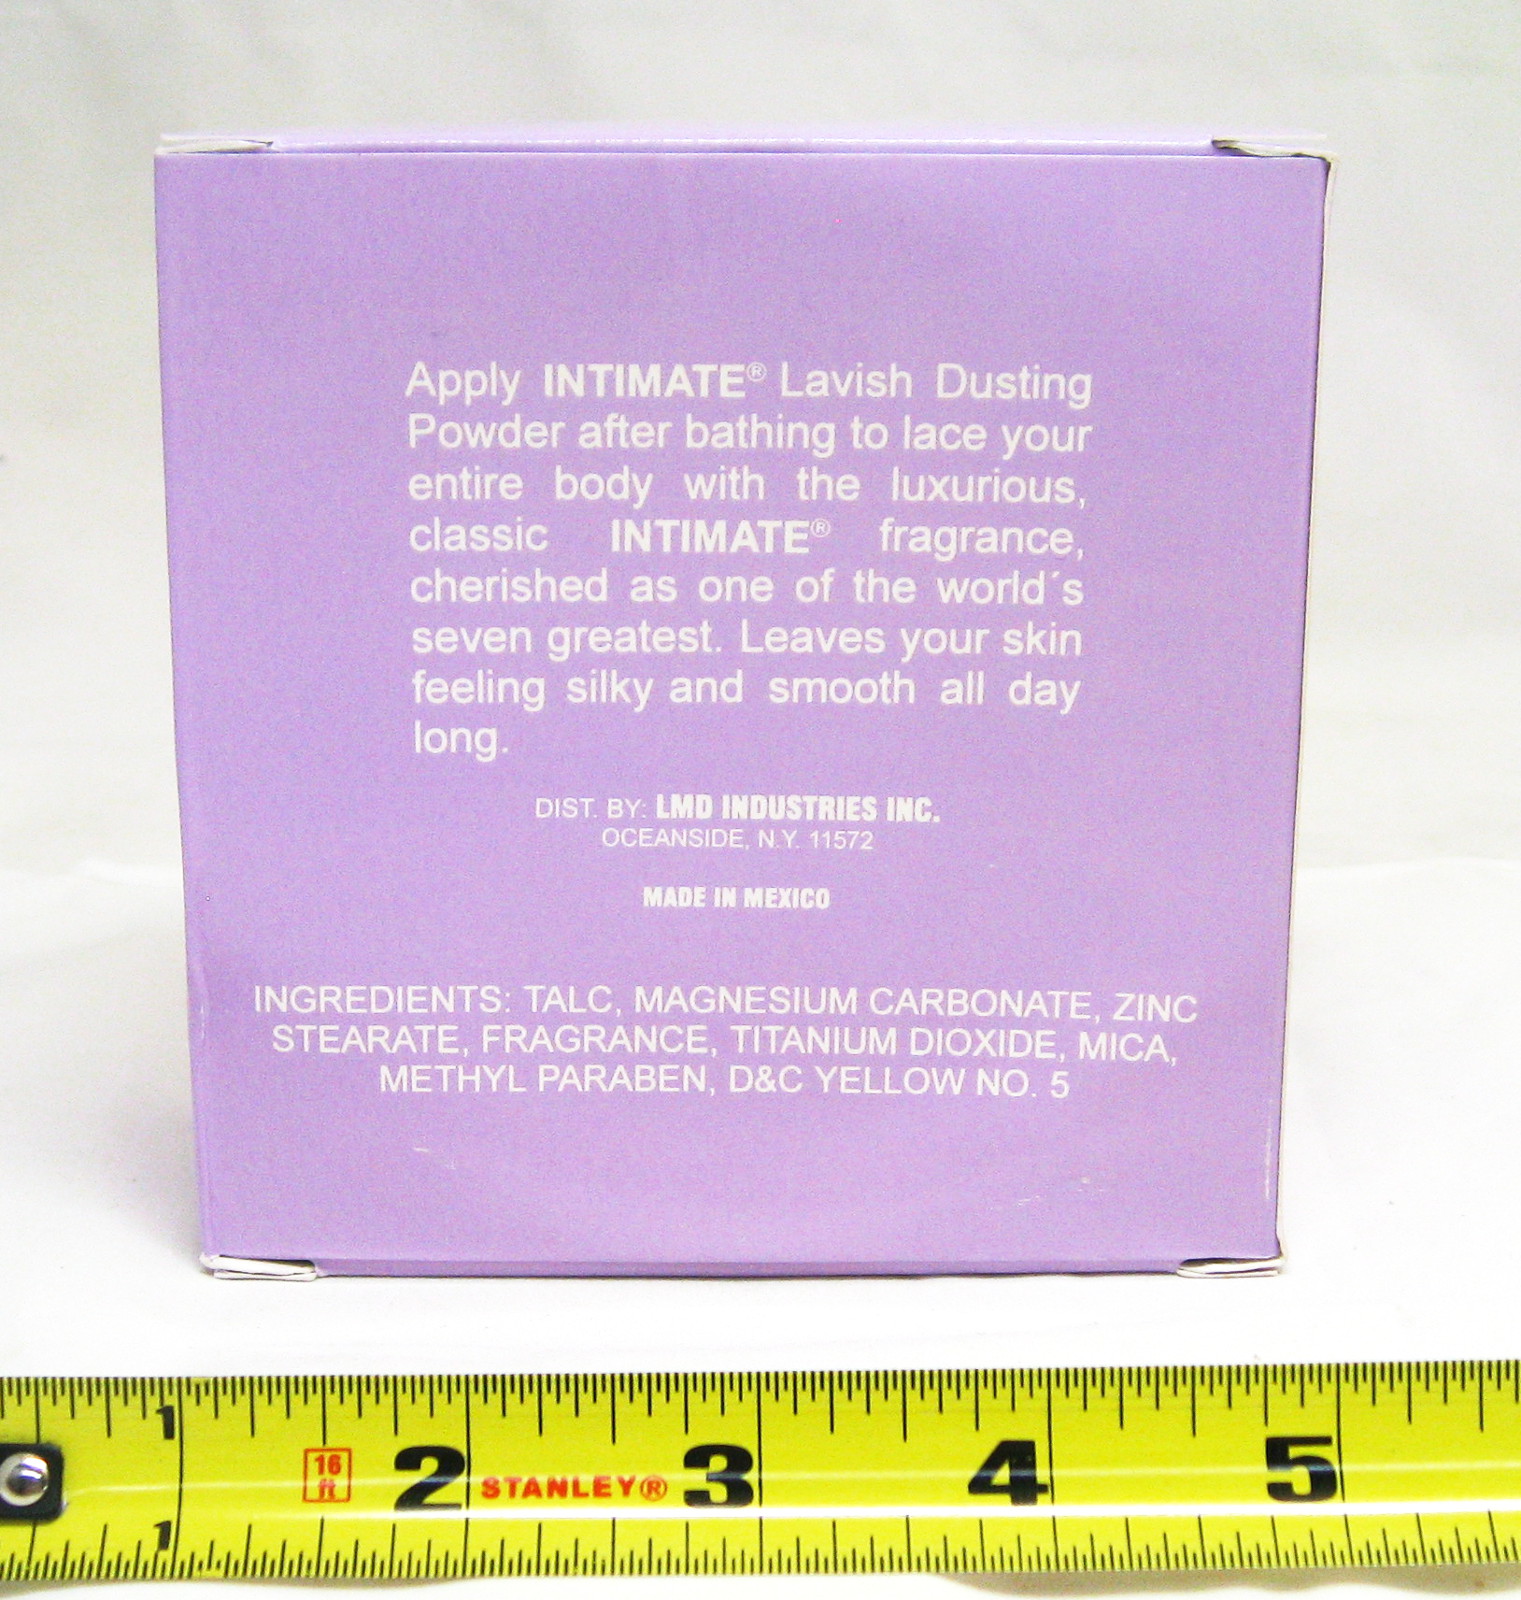 Apply INTIMATE® Lavish Dusting
Powder after bathing to lace your
entire body with the luxurious,
classic INTIMATE® fragrance,
cherished as one of the world´s
seven greatest. Leaves your skin
feeling silky and smooth all day
long.
DIST. BY: LMD INDUSTRIES INC.
OCEANSIDE, N.Y. 11572
MADE IN MEXICO
INGREDIENTS: TALC, MAGNESIUM CARBONATE, ZINC
STEARATE, FRAGRANCE, TITANIUM DIOXIDE, MICA,
METHYL PARABEN, D&C YELLOW NO. 5
1
16 ft 2 STANLEY® 3 4 5
1